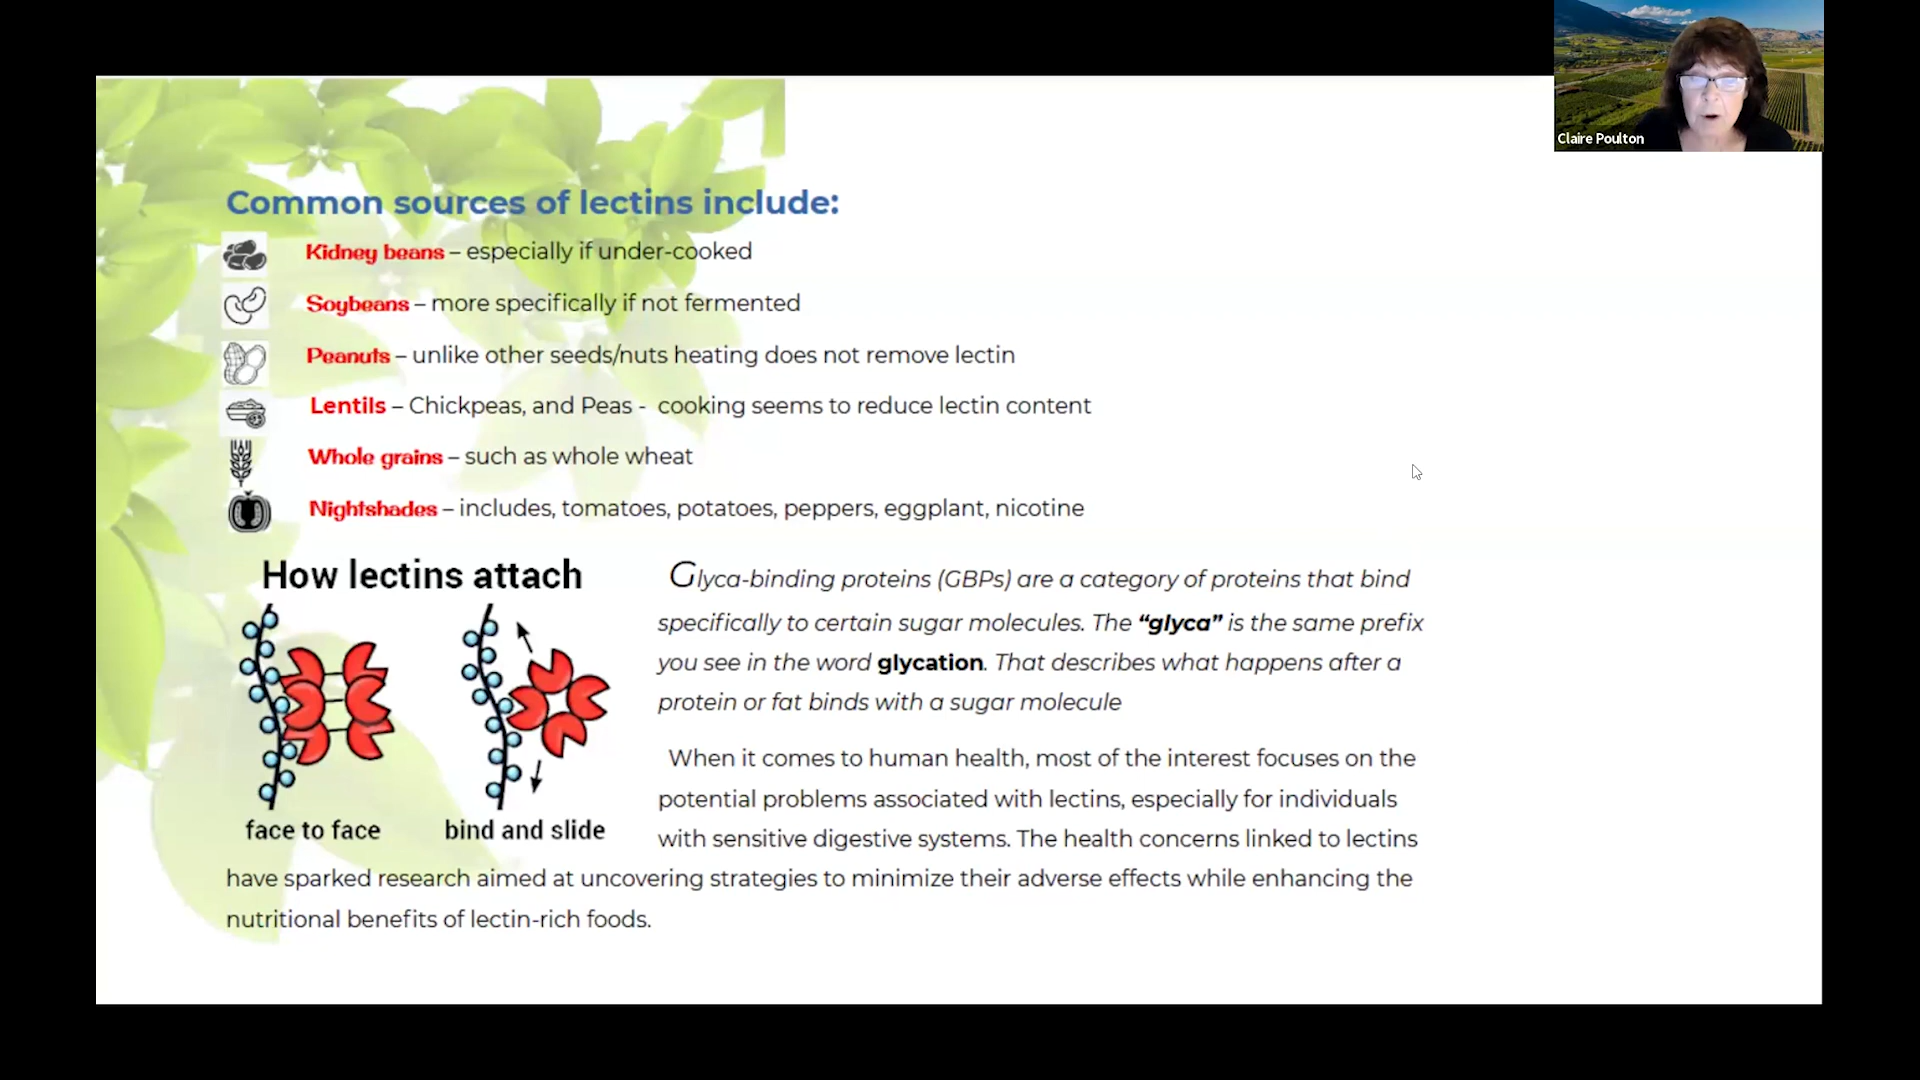 Claire Poulton
Common sources of lectins include:
Kidney beans – especially if under-cooked
Soybeans – more specifically if not fermented
Peanuts – unlike other seeds/nuts heating does not remove lectin
Lentils – Chickpeas, and Peas - cooking seems to reduce lectin content
Whole grains – such as whole wheat
Nightshades – includes, tomatoes, potatoes, peppers, eggplant, nicotine
How lectins attach
face to face
bind and slide
Glyca-binding proteins (GBPs) are a category of proteins that bind
specifically to certain sugar molecules. The “glyca” is the same prefix
you see in the word glycation. That describes what happens after a
protein or fat binds with a sugar molecule
When it comes to human health, most of the interest focuses on the
potential problems associated with lectins, especially for individuals
with sensitive digestive systems. The health concerns linked to lectins
have sparked research aimed at uncovering strategies to minimize their adverse effects while enhancing the
nutritional benefits of lectin-rich foods.